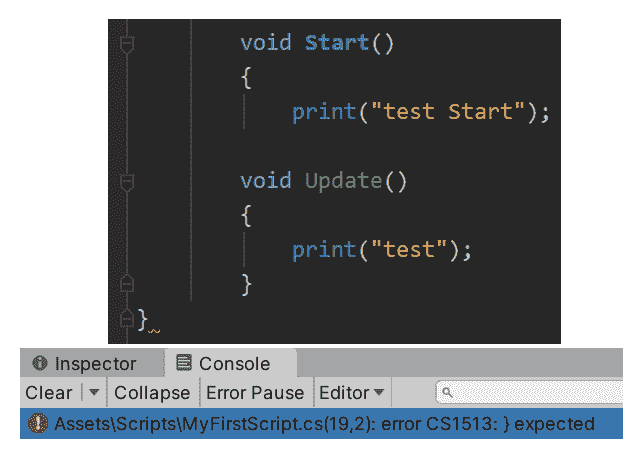 void Start()
{
print("test Start");
void Update()
{
print("test");
}
}
Inspector Console
Clear Collapse Error Pause Editor
Assets\Scripts\MyFirstScript.cs(19,2): error CS1513: } expected